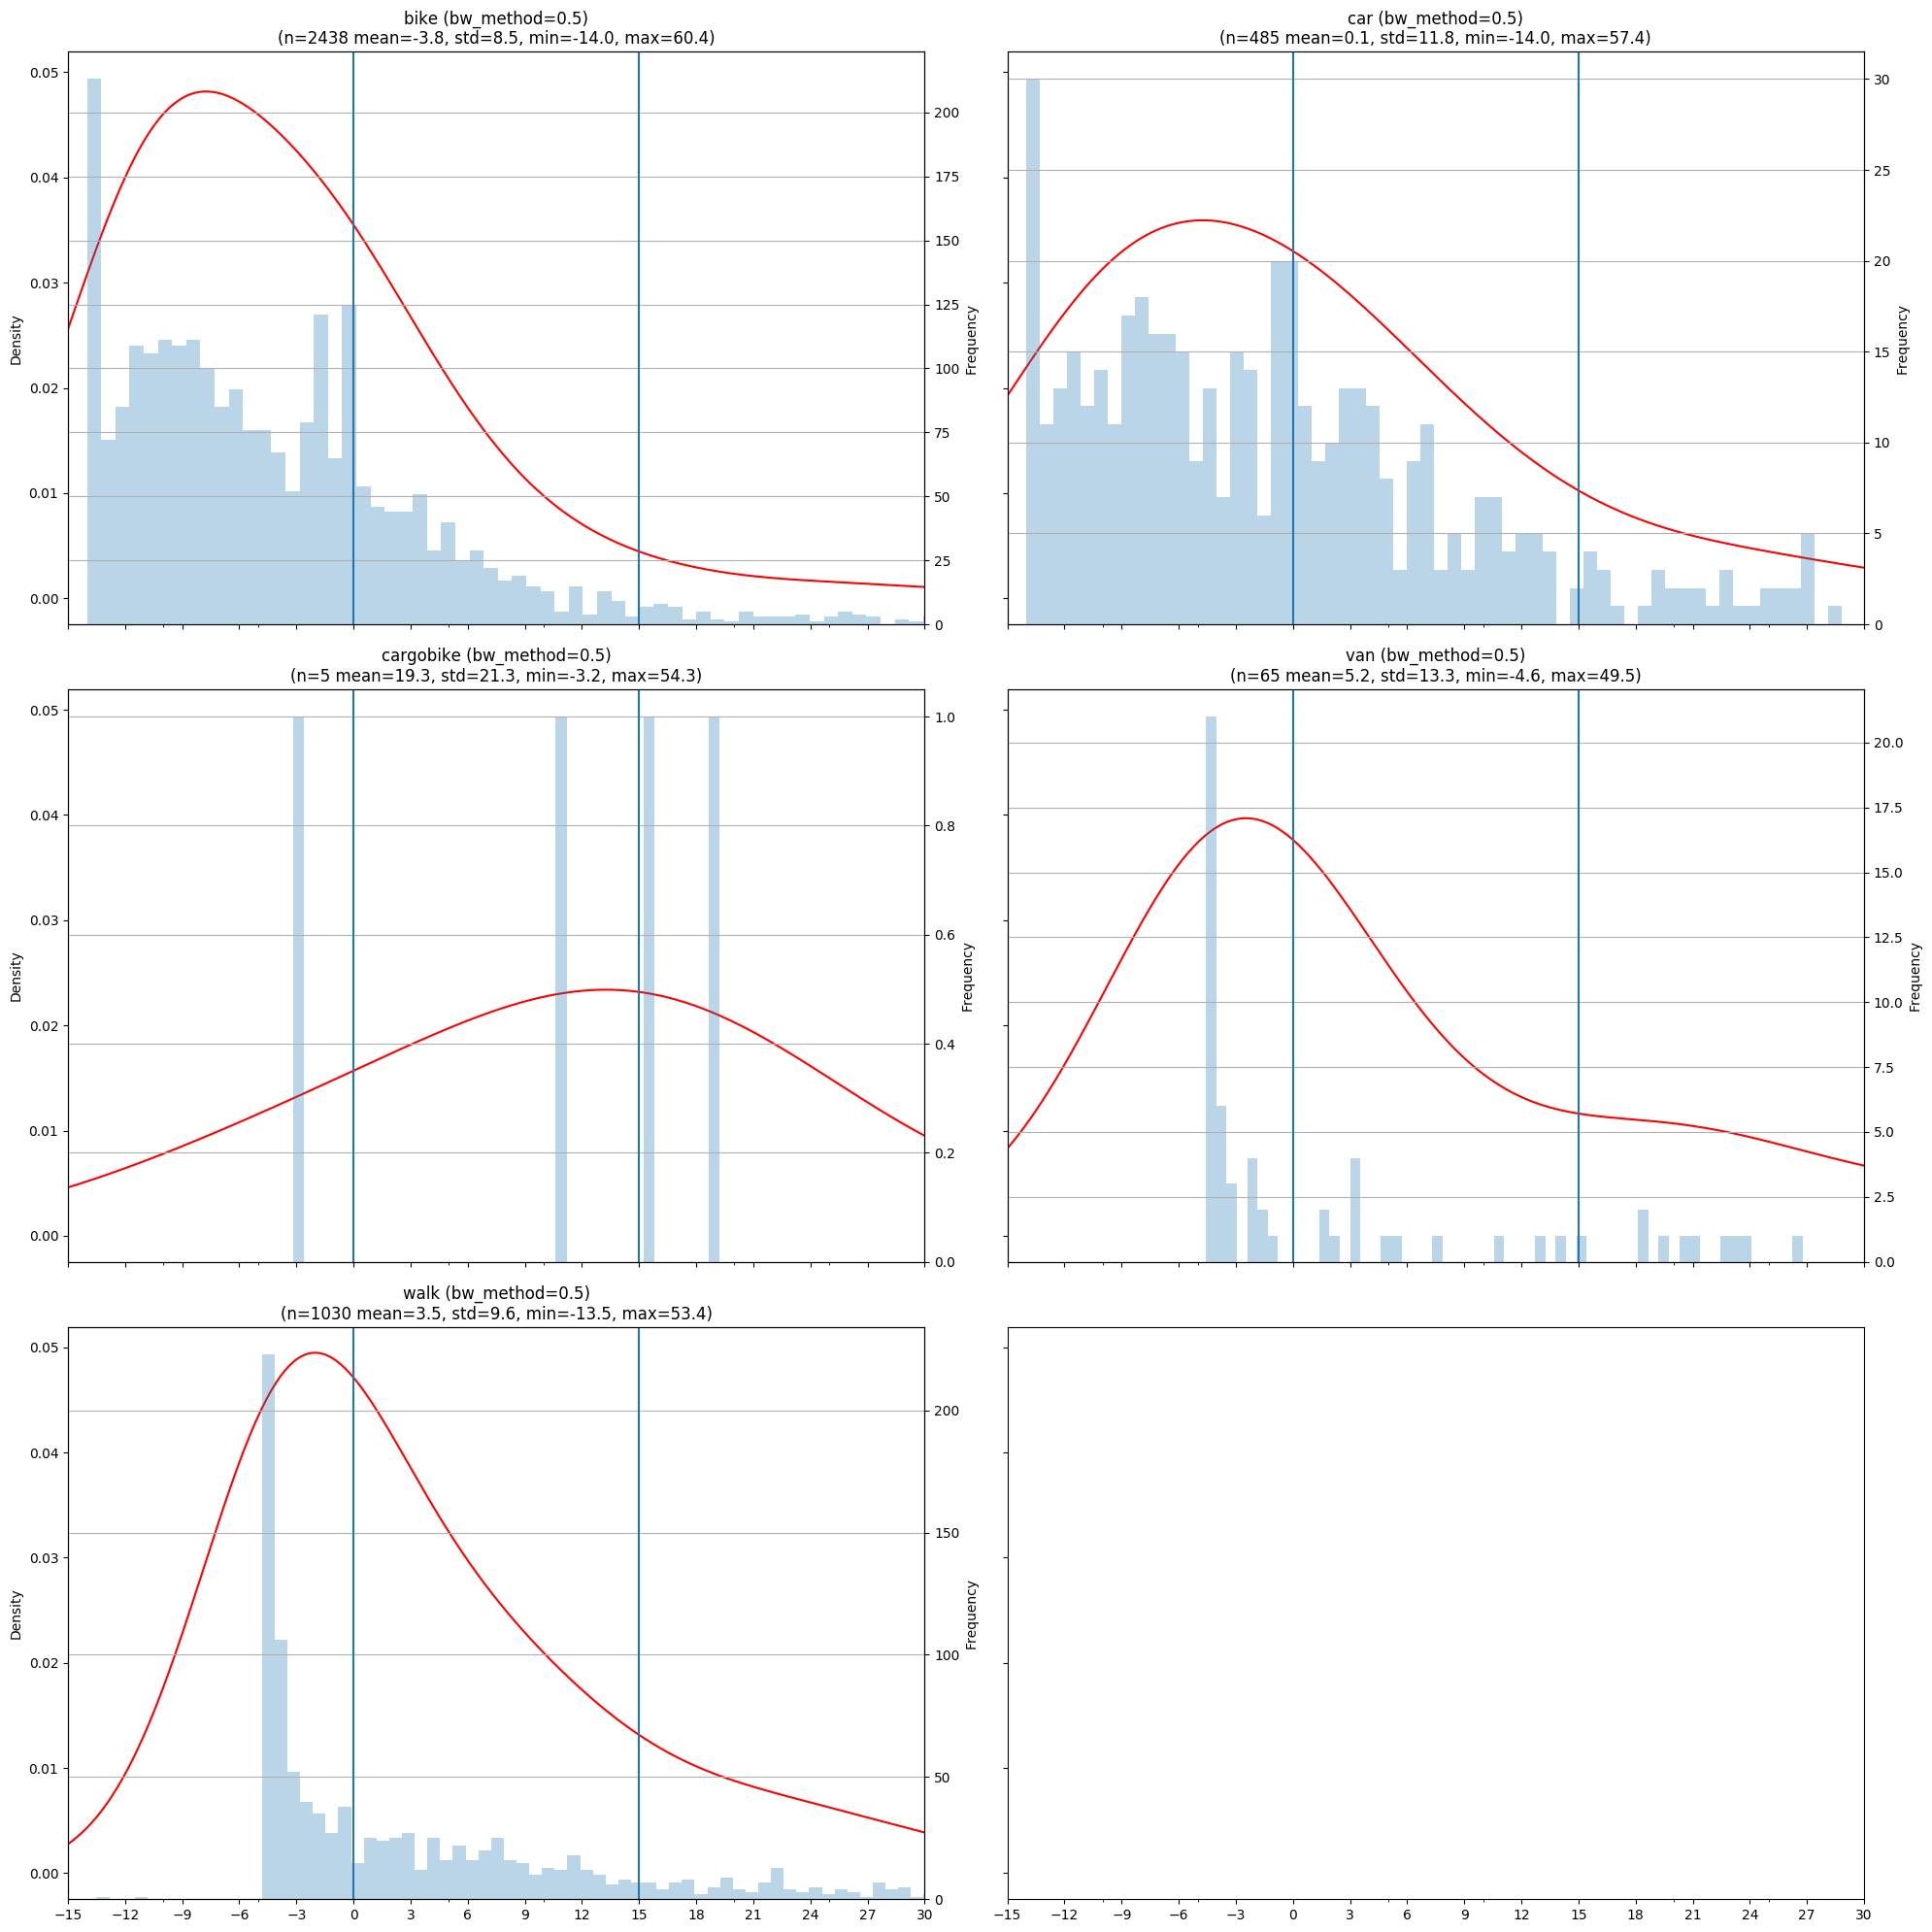 bike (bw_method=0.5)
(n=2438 mean=-3.8, std=8.5, min=-14.0, max=60.4)
0.05
0.04
0.03
0.02
0.01
0.00
Density
200
175
150
125
100
75
50
25
0
Frequency
car (bw_method=0.5)
(n=485 mean=0.1, std=11.8, min=-14.0, max=57.4)
30
25
20
15
10
5
0
Frequency
cargobike (bw_method=0.5)
(n=5 mean=19.3, std=21.3, min=-3.2, max=54.3)
0.05
0.04
0.03
0.02
0.01
0.00
Density
1.0
0.8
0.6
0.4
0.2
0.0
Frequency
van (bw_method=0.5)
(n=65 mean=5.2, std=13.3, min=-4.6, max=49.5)
20.0
17.5
15.0
12.5
10.0
7.5
5.0
2.5
0.0
Frequency
walk (bw_method=0.5)
(n=1030 mean=3.5, std=9.6, min=-13.5, max=53.4)
0.05
0.04
0.03
0.02
0.01
0.00
Density
200
150
100
50
0
Frequency
−15 −12 −9 −6 −3 0 3 6 9 12 15 18 21 24 27 30
−15 −12 −9 −6 −3 0 3 6 9 12 15 18 21 24 27 30